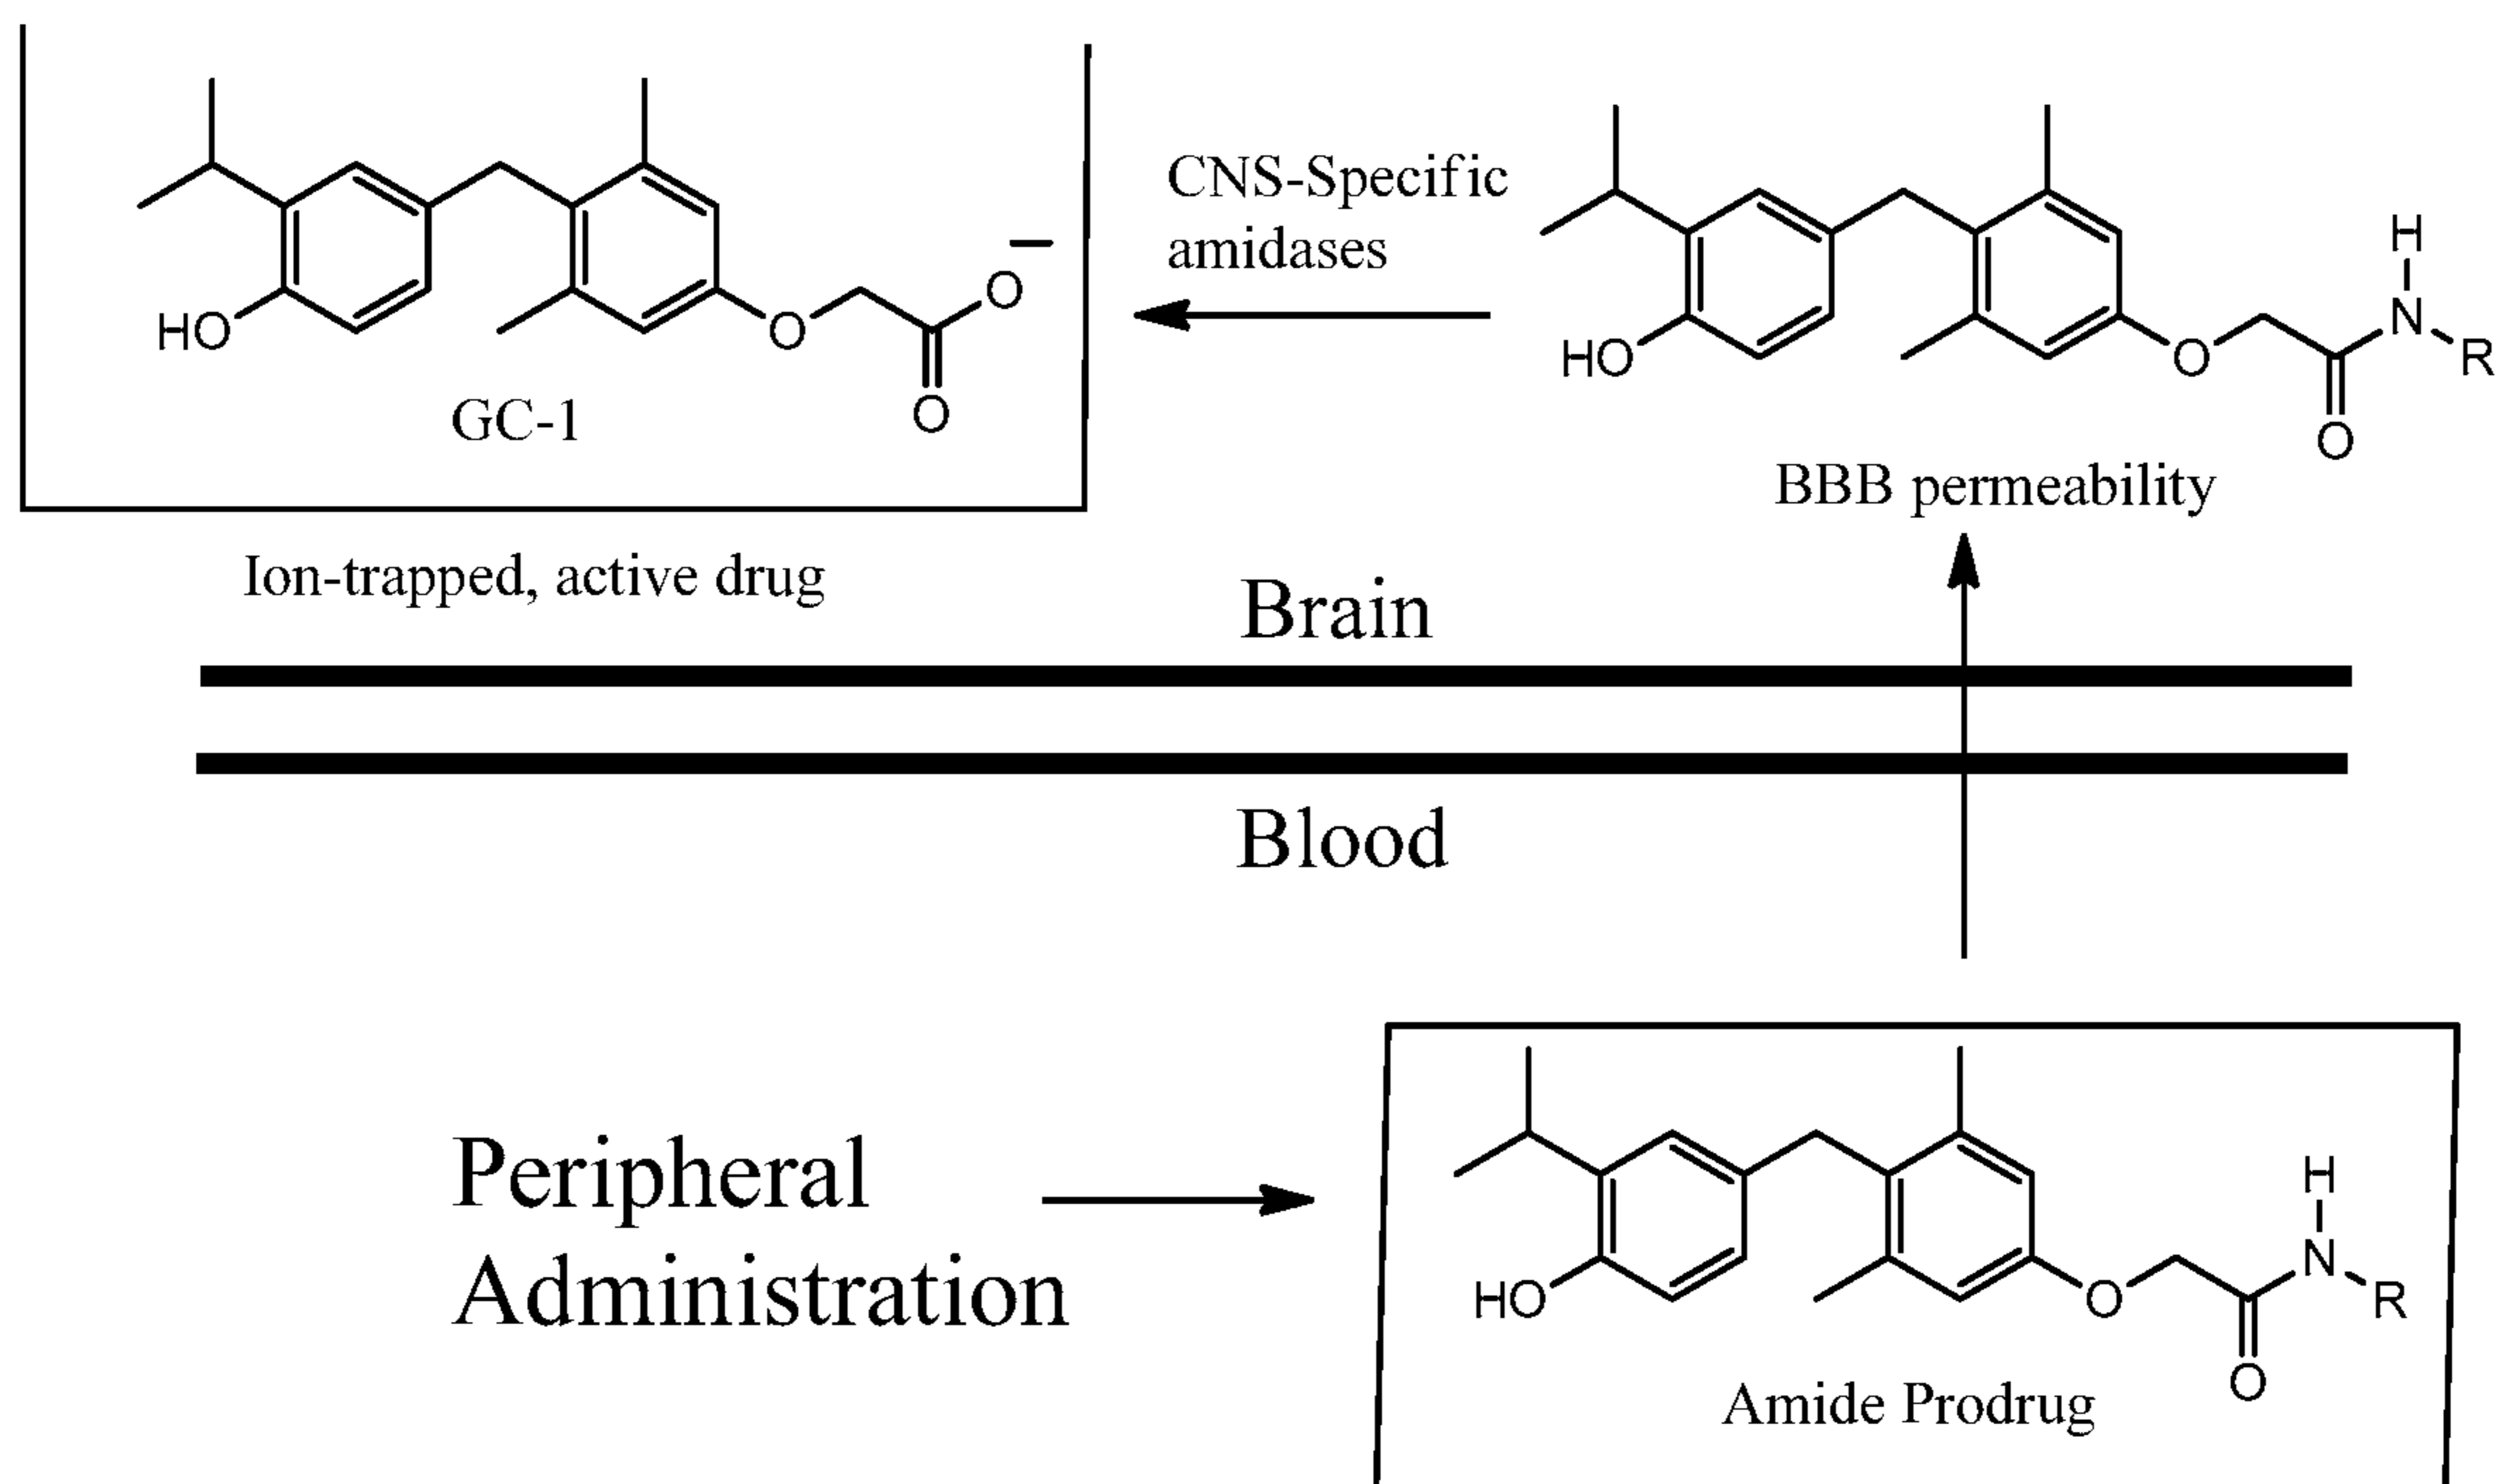 CNS-Specific
amidases
O
HO
O
O
GC-1
H
N
R
HO
O
O
BBB permeability
Ion-trapped, active drug
Brain
Blood
Peripheral
Administration
H
N
R
HO
O
O
Amide Prodrug